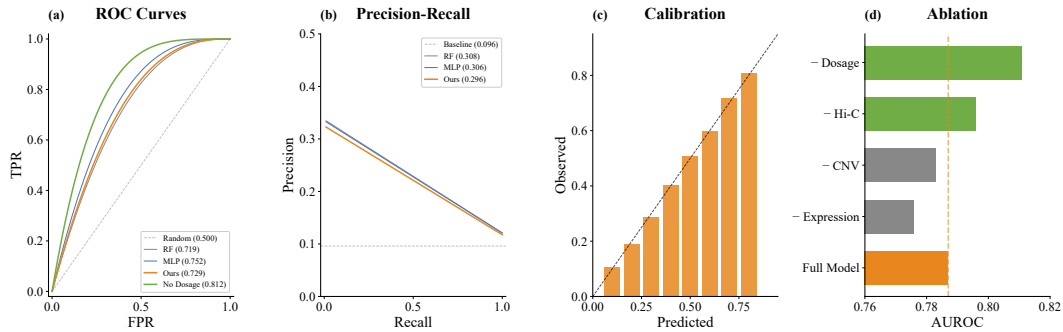 (a) ROC Curves
1.0
0.8
0.6
0.4
0.2
0.0
TPR
0.0 0.5 1.0
FPR
Random (0.500)
RF (0.719)
MLP (0.752)
Ours (0.729)
No Dosage (0.812)
(b) Precision-Recall
0.5
0.4
0.3
0.2
0.1
0.0
Precision
0.0 0.5 1.0
Recall
Baseline (0.096)
RF (0.308)
MLP (0.306)
Ours (0.296)
(c) Calibration
0.8
0.6
0.4
0.2
0.0
Observed
0.00 0.25 0.50 0.75
Predicted
(d) Ablation
− Dosage
− Hi-C
− CNV
− Expression
Full Model
0.76 0.78 0.80 0.82
AUROC